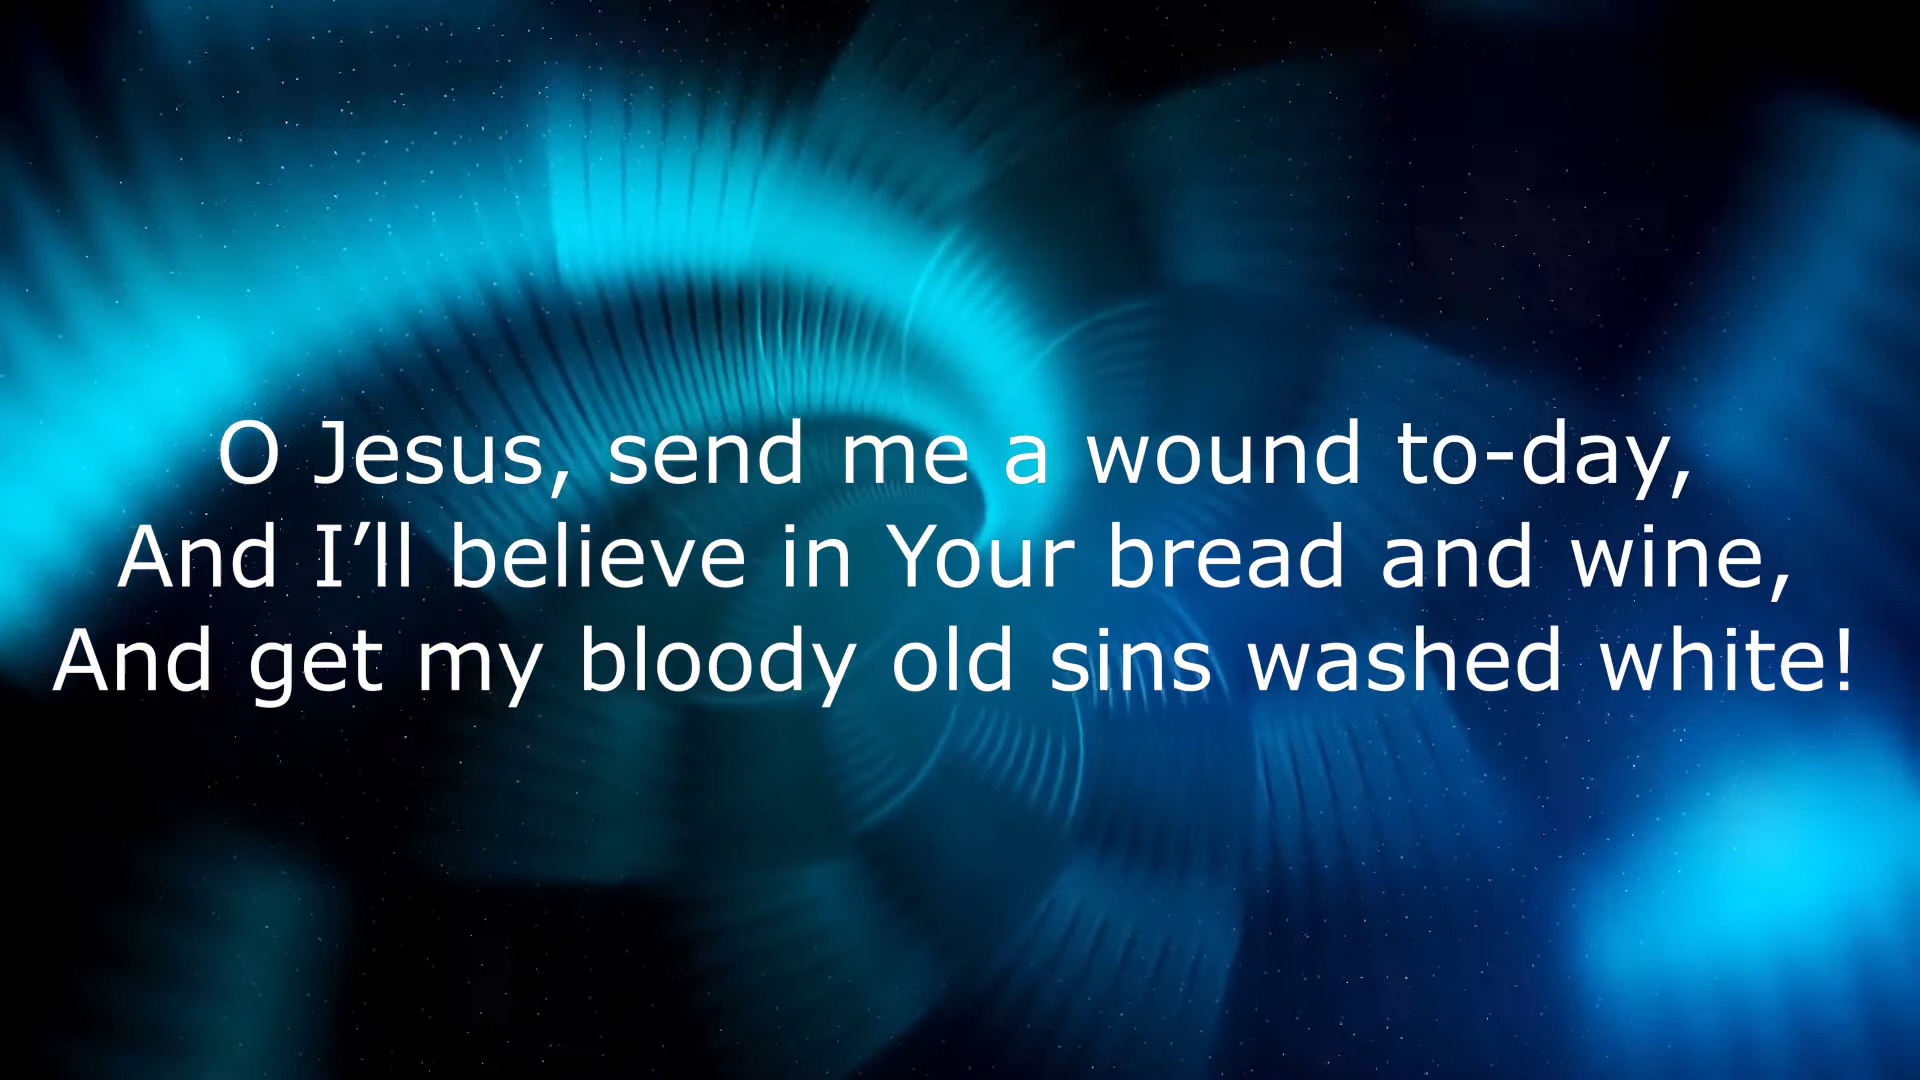 O Jesus, send me a wound to-day,
And I’ll believe in Your bread and wine,
And get my bloody old sins washed white!